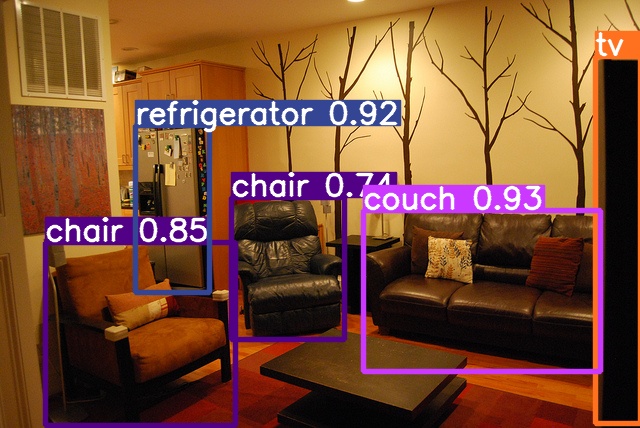 tv
refrigerator 0.92
chair 0.74
couch 0.93
chair 0.85